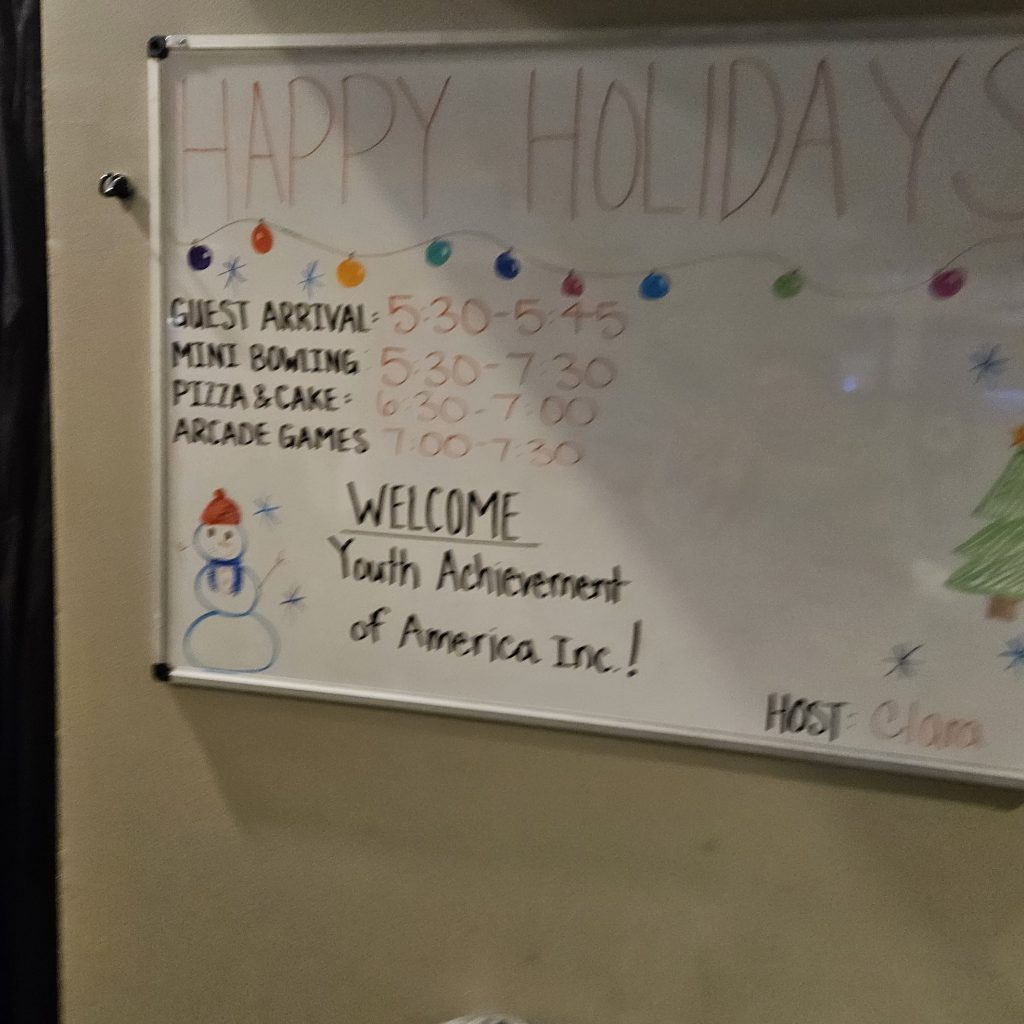 HAPPY HOLIDAYS
GUEST ARRIVAL: 5:30-5:45
MINI BOWLING 5:30-7:30
PIZZA & CAKE: 6:30-7:00
ARCADE GAMES 7:00-7:30
WELCOME
Youth Achievement
of America Inc.!
HOST: Clara